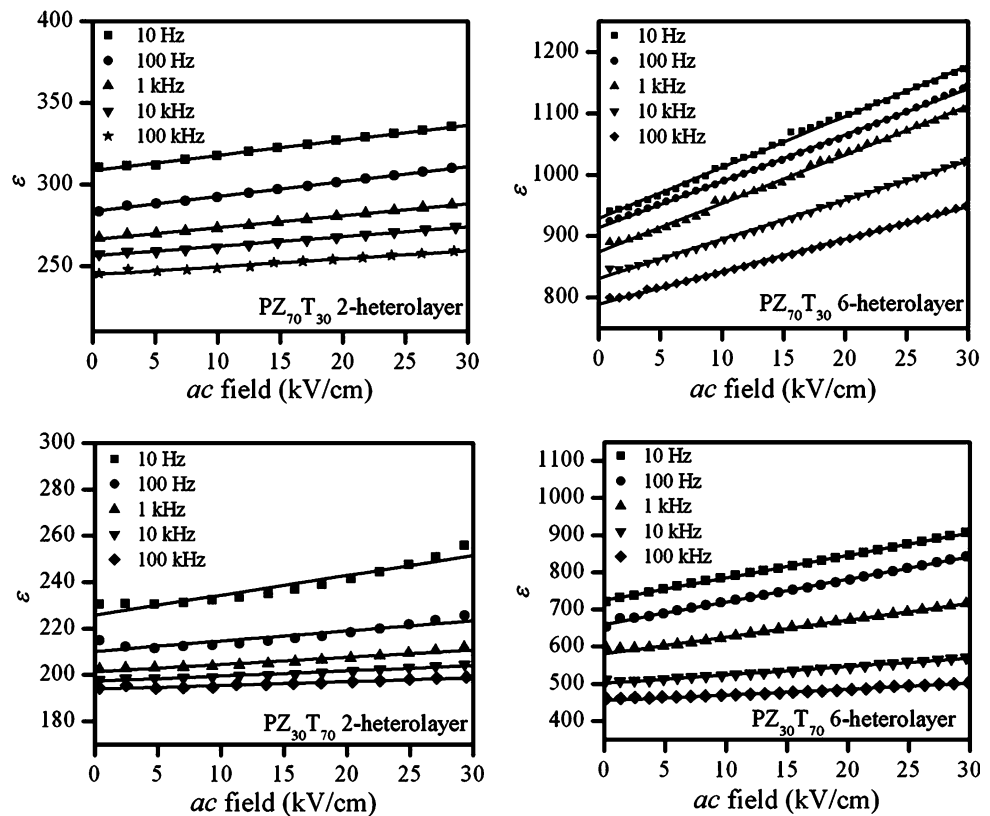 400
350
300
250
ε
10 Hz
100 Hz
1 kHz
10 kHz
100 kHz
PZ₇₀T₃₀ 2-heterolayer
0 5 10 15 20 25 30
ac field (kV/cm)
1200
1100
1000
900
800
ε
10 Hz
100 Hz
1 kHz
10 kHz
100 kHz
PZ₇₀T₃₀ 6-heterolayer
0 5 10 15 20 25 30
ac field (kV/cm)
300
280
260
240
220
200
180
ε
10 Hz
100 Hz
1 kHz
10 kHz
100 kHz
PZ₃₀T₇₀ 2-heterolayer
0 5 10 15 20 25 30
ac field (kV/cm)
1100
1000
900
800
700
600
500
400
ε
10 Hz
100 Hz
1 kHz
10 kHz
100 kHz
PZ₃₀T₇₀ 6-heterolayer
0 5 10 15 20 25 30
ac field (kV/cm)